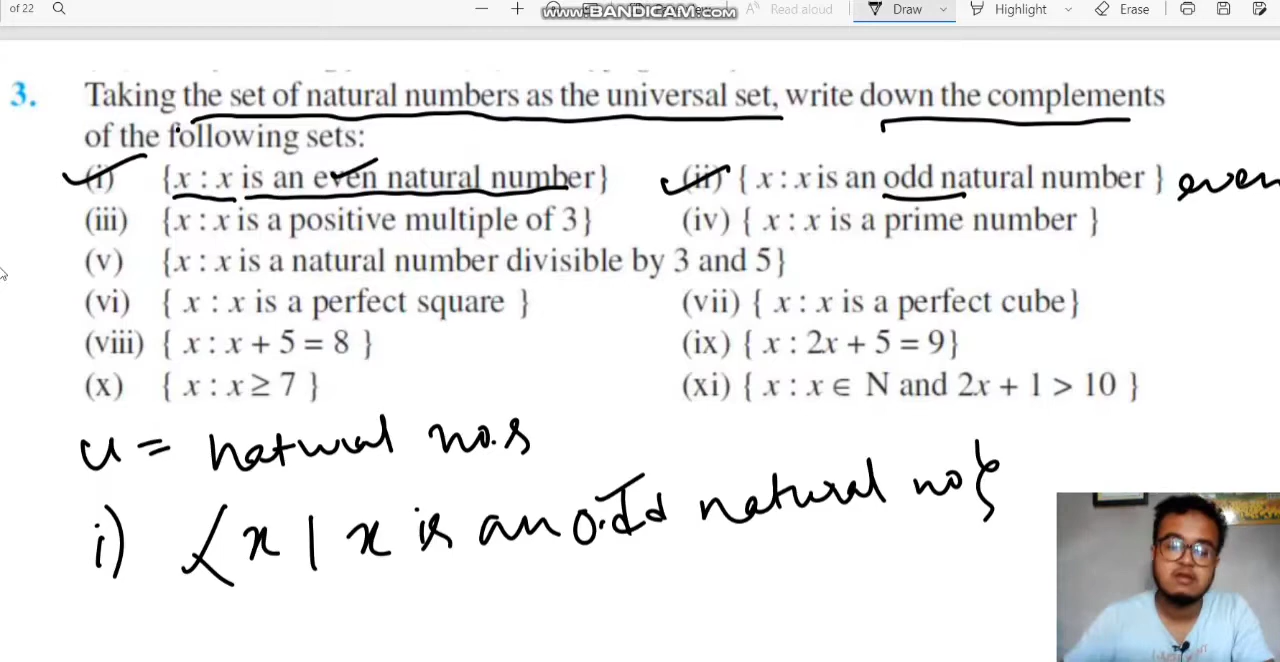 of 22 www.BANDICAM.com Read aloud Draw Highlight Erase
3. Taking the set of natural numbers as the universal set, write down the complements
of the following sets:
(i) {x : x is an even natural number} (ii) { x : x is an odd natural number } even
(iii) {x : x is a positive multiple of 3} (iv) { x : x is a prime number }
(v) {x : x is a natural number divisible by 3 and 5}
(vi) { x : x is a perfect square } (vii) { x : x is a perfect cube}
(viii) { x : x + 5 = 8 } (ix) { x : 2x + 5 = 9}
(x) { x : x ≥ 7 } (xi) { x : x ∈ N and 2x + 1 > 10 }
u = natural no.s
i) {x | x is an odd natural no}